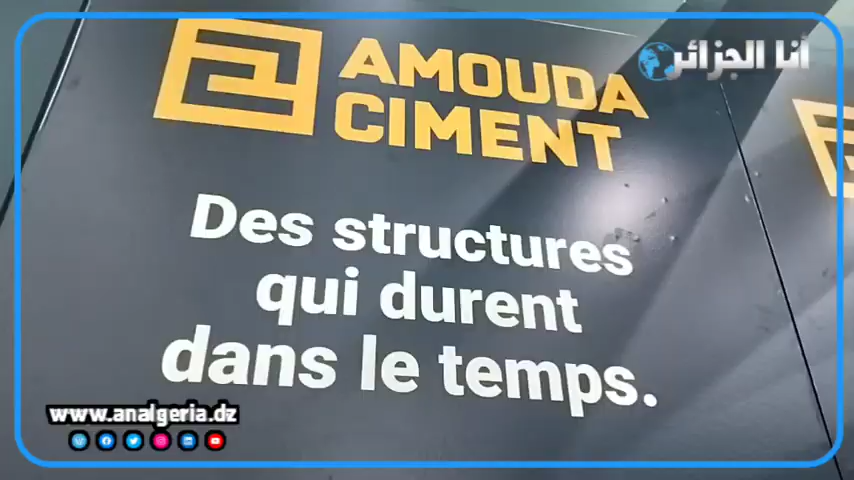 أنا الجزائر
AMOUDA
CIMENT
Des structures
qui durent
dans le temps.
www.analgeria.dz